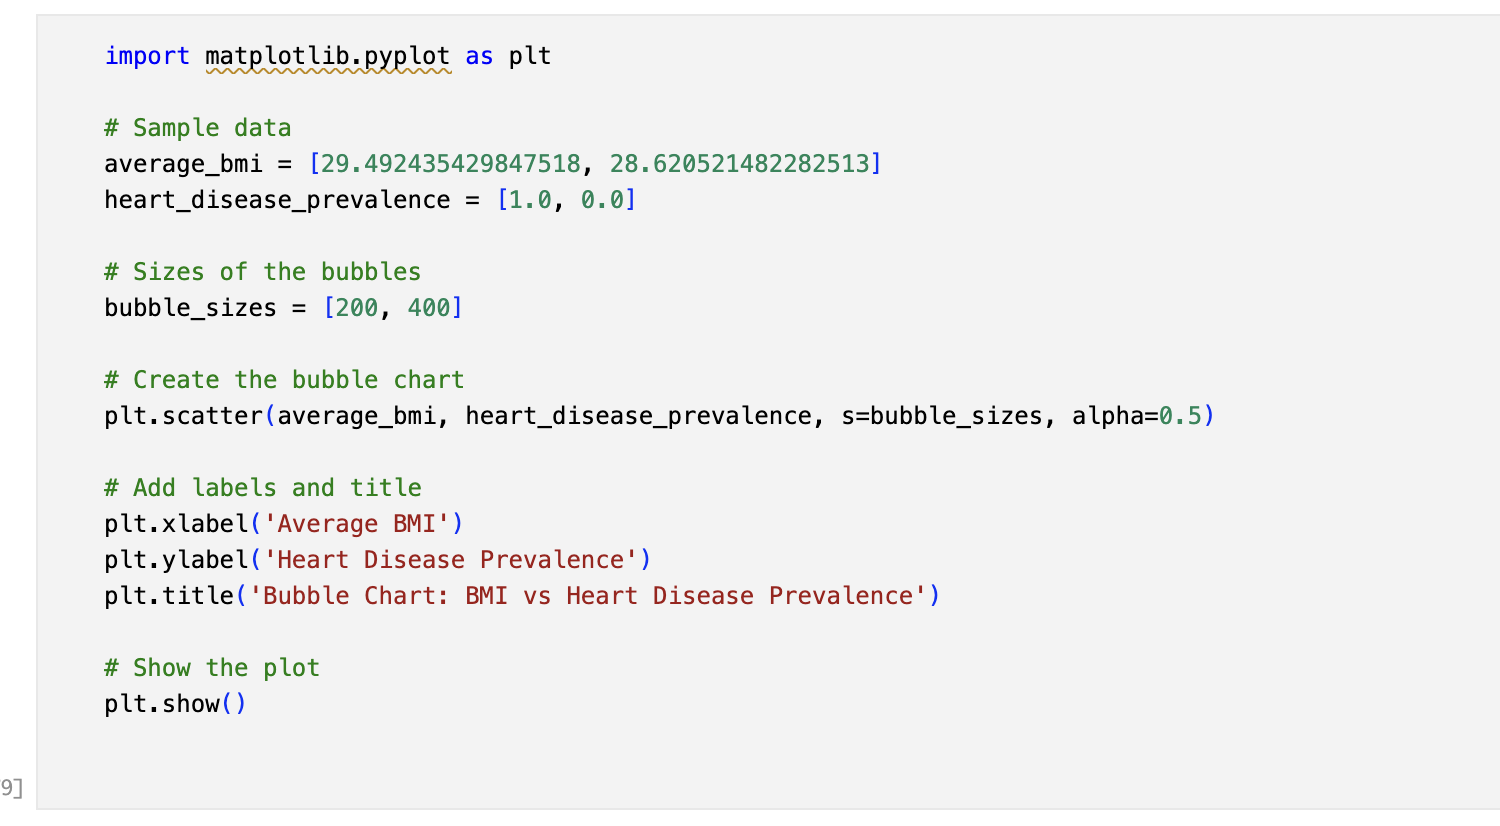 import matplotlib.pyplot as plt
# Sample data
average_bmi = [29.492435429847518, 28.620521482282513]
heart_disease_prevalence = [1.0, 0.0]
# Sizes of the bubbles
bubble_sizes = [200, 400]
# Create the bubble chart
plt.scatter(average_bmi, heart_disease_prevalence, s=bubble_sizes, alpha=0.5)
# Add labels and title
plt.xlabel('Average BMI')
plt.ylabel('Heart Disease Prevalence')
plt.title('Bubble Chart: BMI vs Heart Disease Prevalence')
# Show the plot
plt.show()
9]